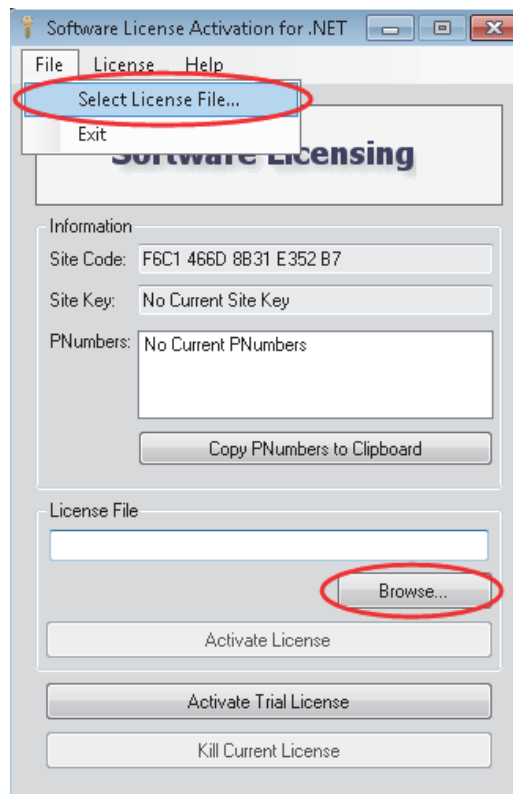 Software License Activation for .NET
File License Help
Select License File...
Exit
Software Licensing
Information
Site Code: F6C1 466D 8B31 E352 B7
Site Key: No Current Site Key
PNumbers: No Current PNumbers
Copy PNumbers to Clipboard
License File
Browse...
Activate License
Activate Trial License
Kill Current License